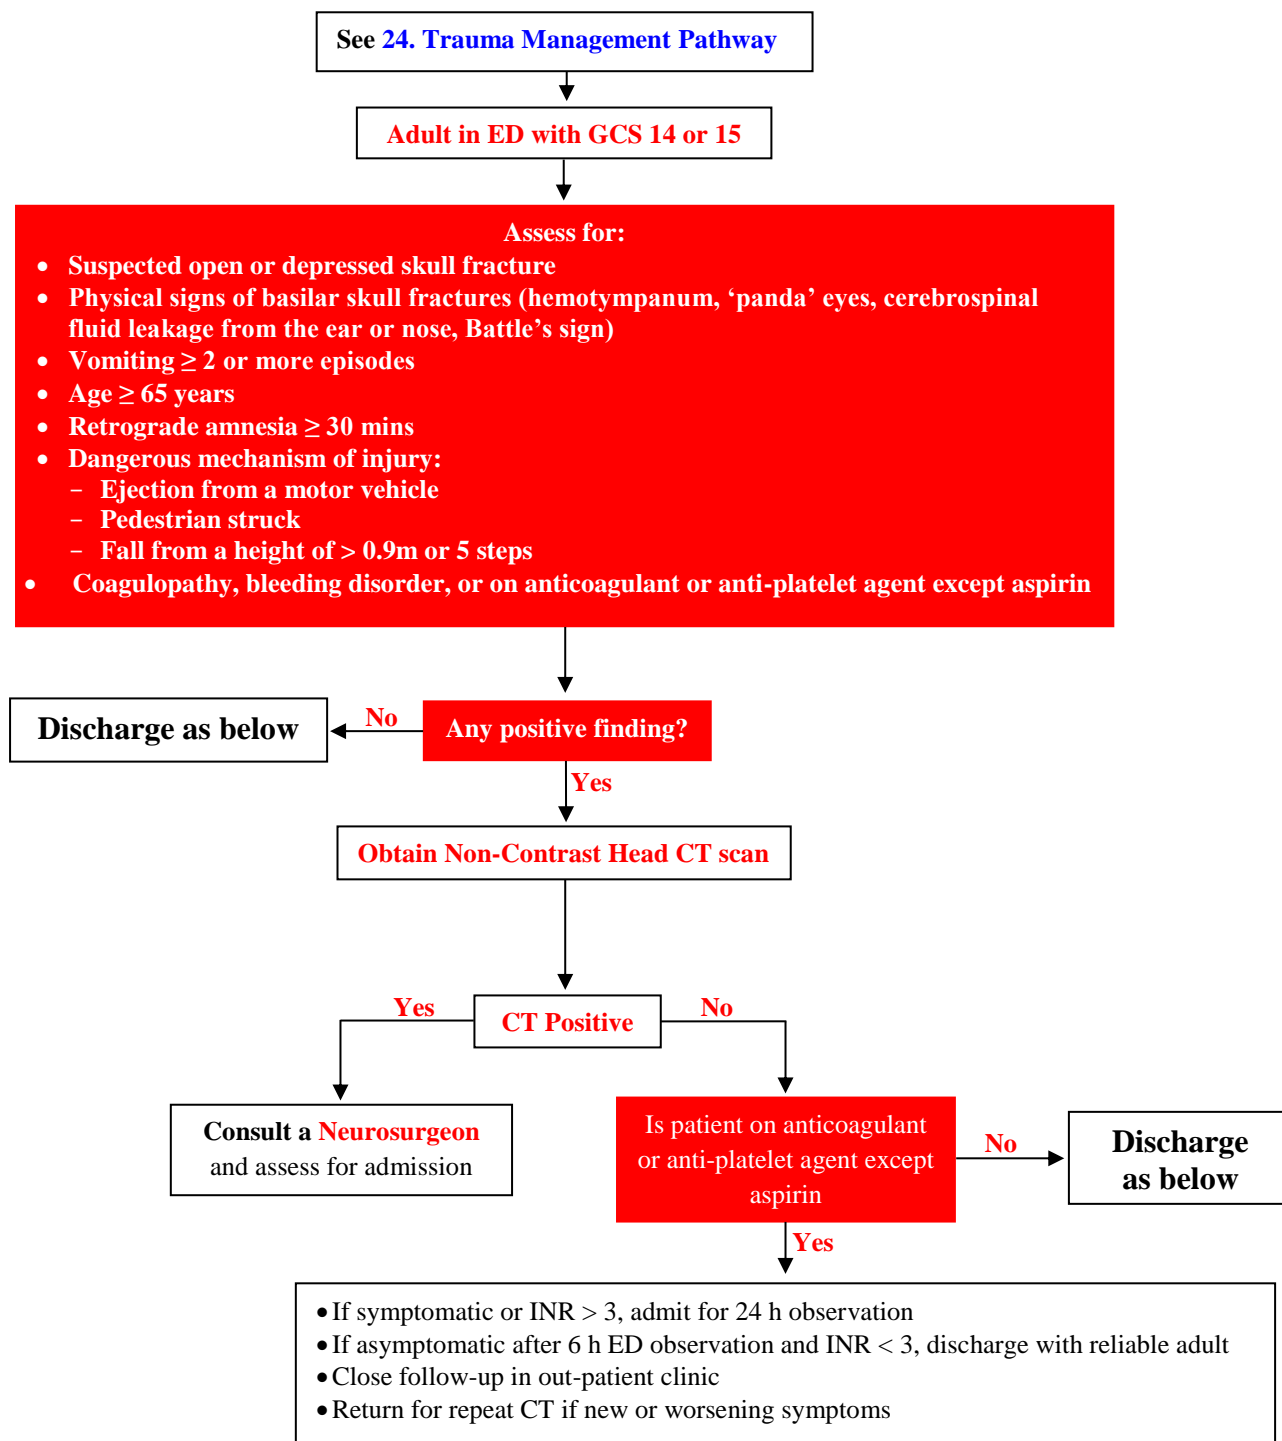 See 24. Trauma Management Pathway
Adult in ED with GCS 14 or 15
Assess for:
• Suspected open or depressed skull fracture
• Physical signs of basilar skull fractures (hemotympanum, ‘panda’ eyes, cerebrospinal
fluid leakage from the ear or nose, Battle’s sign)
• Vomiting ≥ 2 or more episodes
• Age ≥ 65 years
• Retrograde amnesia ≥ 30 mins
• Dangerous mechanism of injury:
− Ejection from a motor vehicle
− Pedestrian struck
− Fall from a height of > 0.9m or 5 steps
• Coagulopathy, bleeding disorder, or on anticoagulant or anti-platelet agent except aspirin
Any positive finding?
No
Discharge as below
Yes
Obtain Non-Contrast Head CT scan
CT Positive
Yes
No
Consult a Neurosurgeon
and assess for admission
Is patient on anticoagulant
or anti-platelet agent except
aspirin
No
Discharge
as below
Yes
• If symptomatic or INR > 3, admit for 24 h observation
• If asymptomatic after 6 h ED observation and INR < 3, discharge with reliable adult
• Close follow-up in out-patient clinic
• Return for repeat CT if new or worsening symptoms